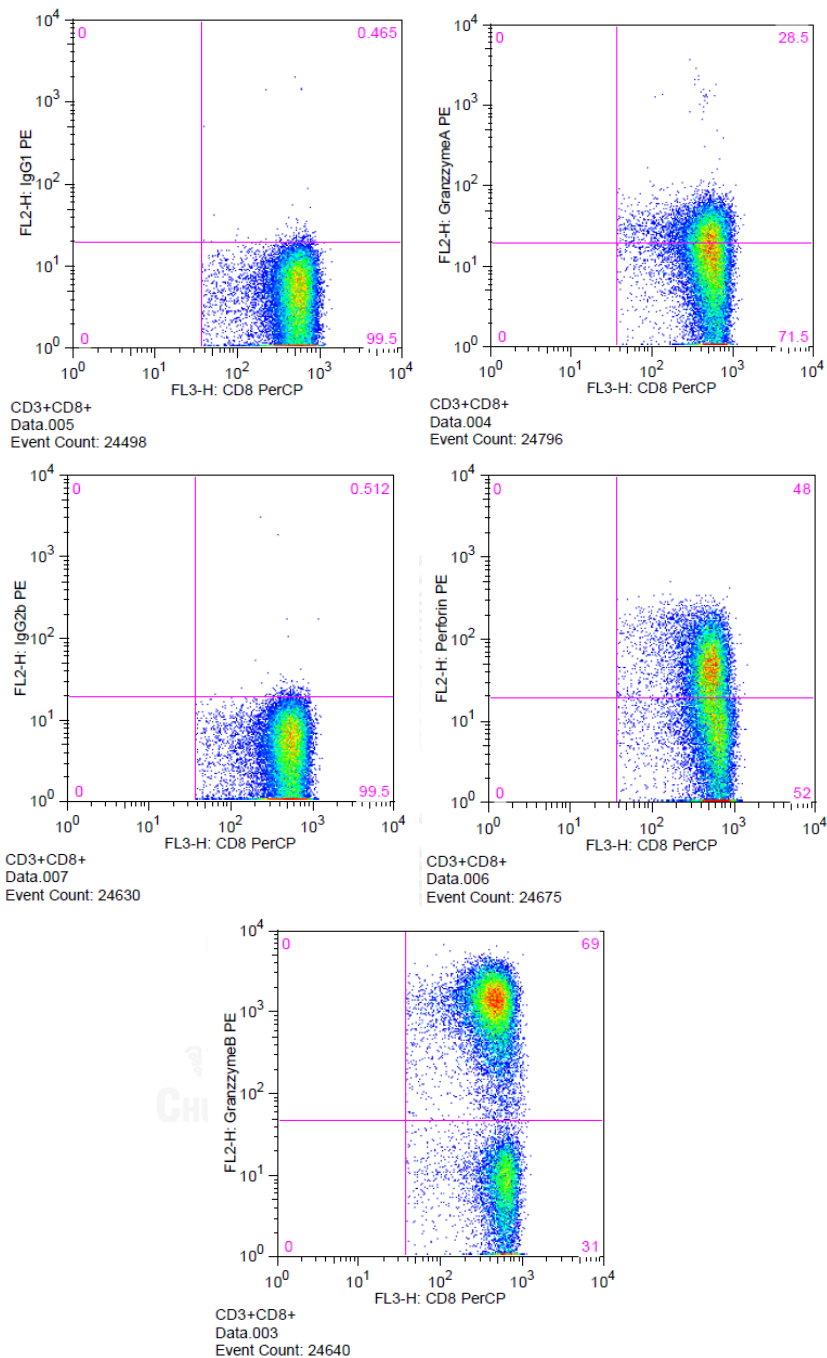 0 0.465
FL2-H: IgG1 PE
10^4
10^3
10^2
10^1
10^0
0 99.5
10^0 10^1 10^2 10^3 10^4
FL3-H: CD8 PerCP
CD3+CD8+
Data.005
Event Count: 24498
0 28.5
FL2-H: GranzzymeA PE
10^4
10^3
10^2
10^1
10^0
0 71.5
10^0 10^1 10^2 10^3 10^4
FL3-H: CD8 PerCP
CD3+CD8+
Data.004
Event Count: 24796
0 0.512
FL2-H: IgG2b PE
10^4
10^3
10^2
10^1
10^0
0 99.5
10^0 10^1 10^2 10^3 10^4
FL3-H: CD8 PerCP
CD3+CD8+
Data.007
Event Count: 24630
0 48
FL2-H: Perforin PE
10^4
10^3
10^2
10^1
10^0
0 52
10^0 10^1 10^2 10^3 10^4
FL3-H: CD8 PerCP
CD3+CD8+
Data.006
Event Count: 24675
0 69
FL2-H: GranzzymeB PE
10^4
10^3
10^2
10^1
10^0
0 31
10^0 10^1 10^2 10^3 10^4
FL3-H: CD8 PerCP
CD3+CD8+
Data.003
Event Count: 24640